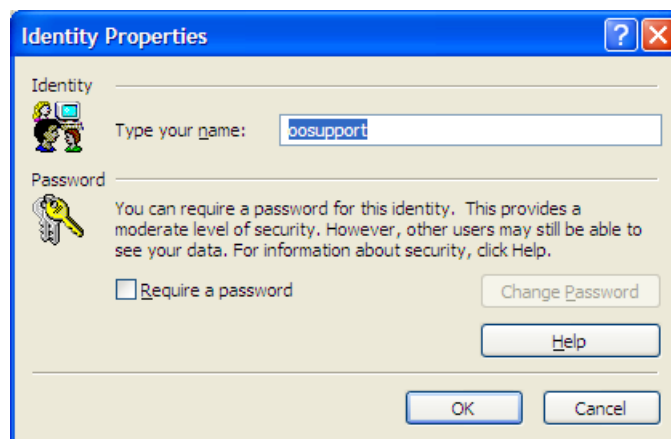 Identity Properties
Identity
Type your name: oosupport
Password
You can require a password for this identity. This provides a
moderate level of security. However, other users may still be able to
see your data. For information about security, click Help.
Require a password Change Password
Help
OK Cancel